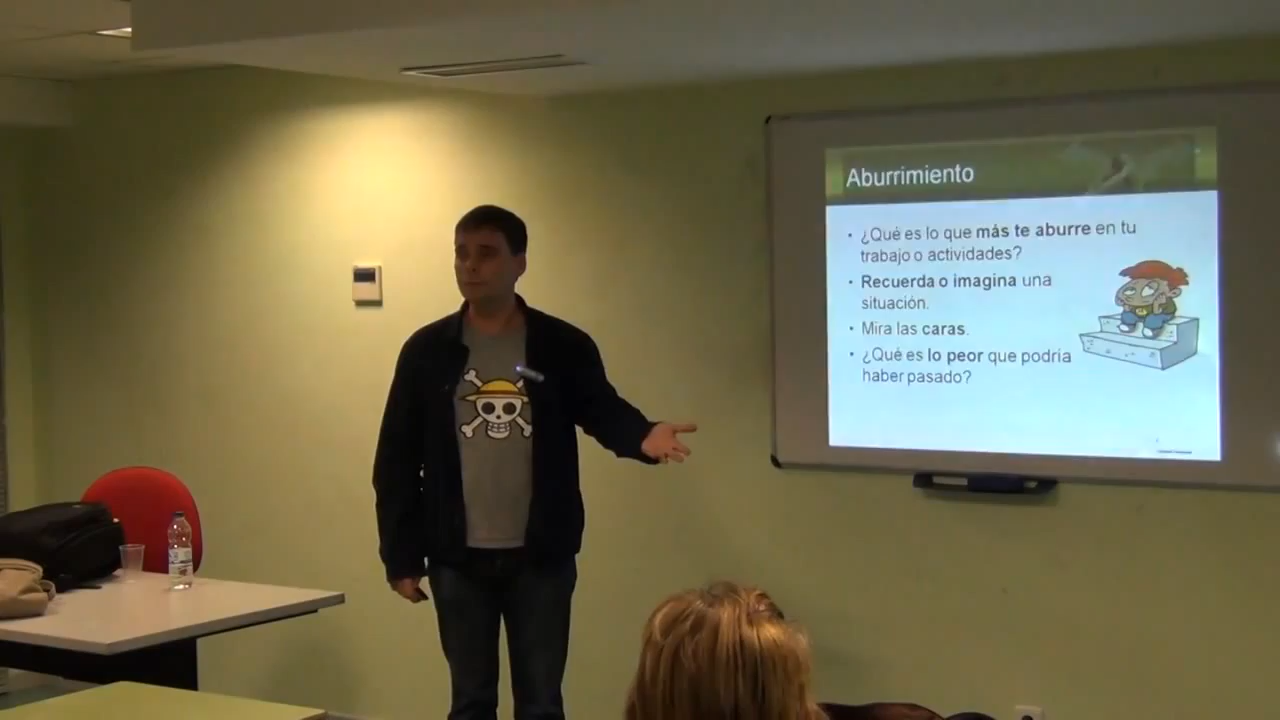 Aburrimiento
• ¿Qué es lo que más te aburre en tu
trabajo o actividades?
• Recuerda o imagina una
situación.
• Mira las caras.
• ¿Qué es lo peor que podría
haber pasado?